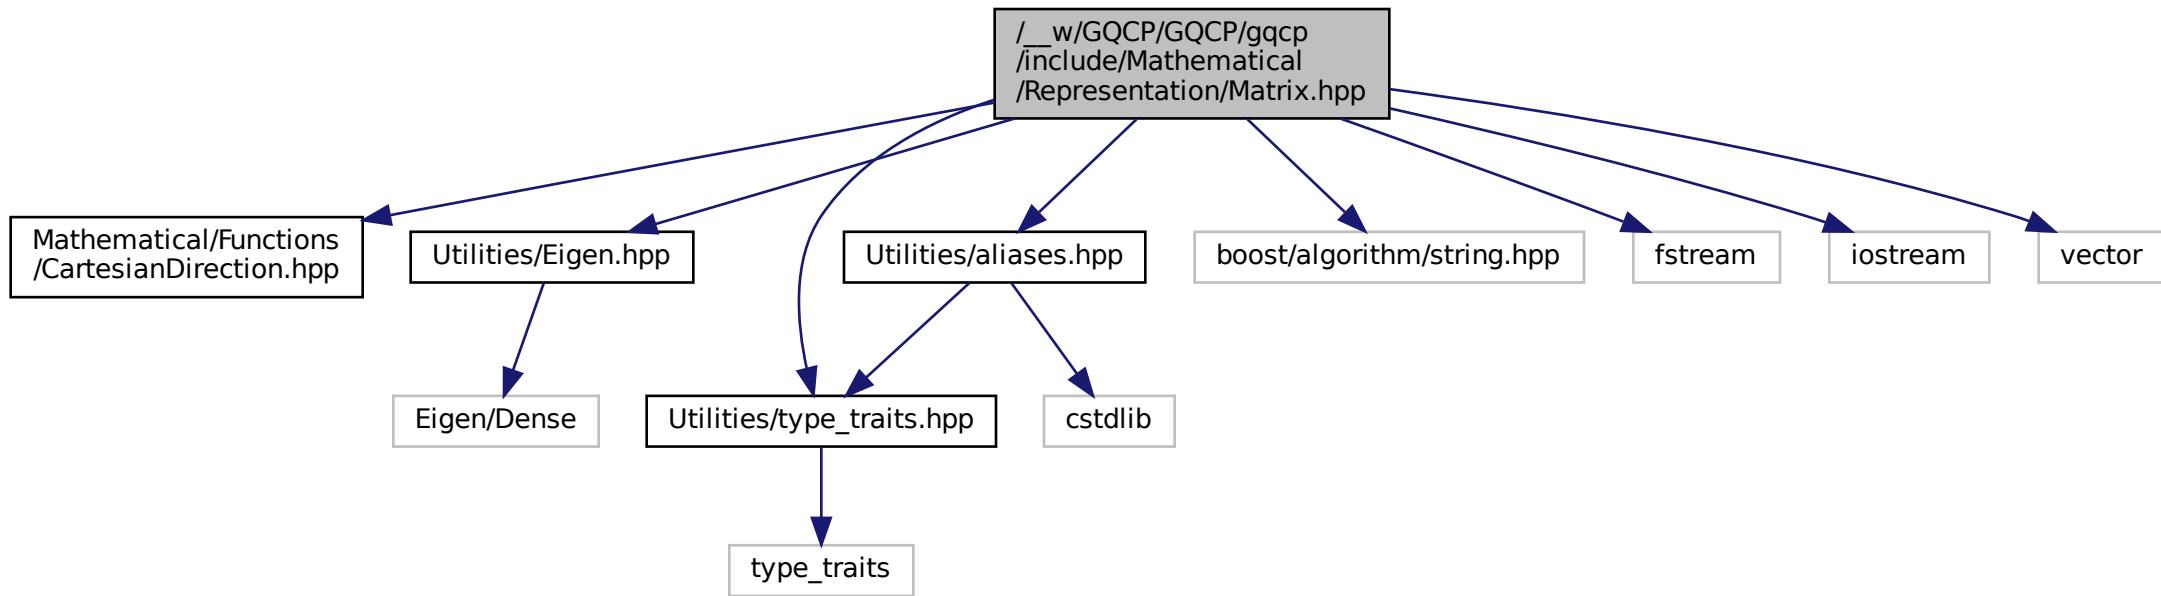 /__w/GQCP/GQCP/gqcp
/include/Mathematical
/Representation/Matrix.hpp
Mathematical/Functions
/CartesianDirection.hpp
Utilities/Eigen.hpp
Utilities/aliases.hpp
boost/algorithm/string.hpp
fstream
iostream
vector
Eigen/Dense
Utilities/type_traits.hpp
cstdlib
type_traits